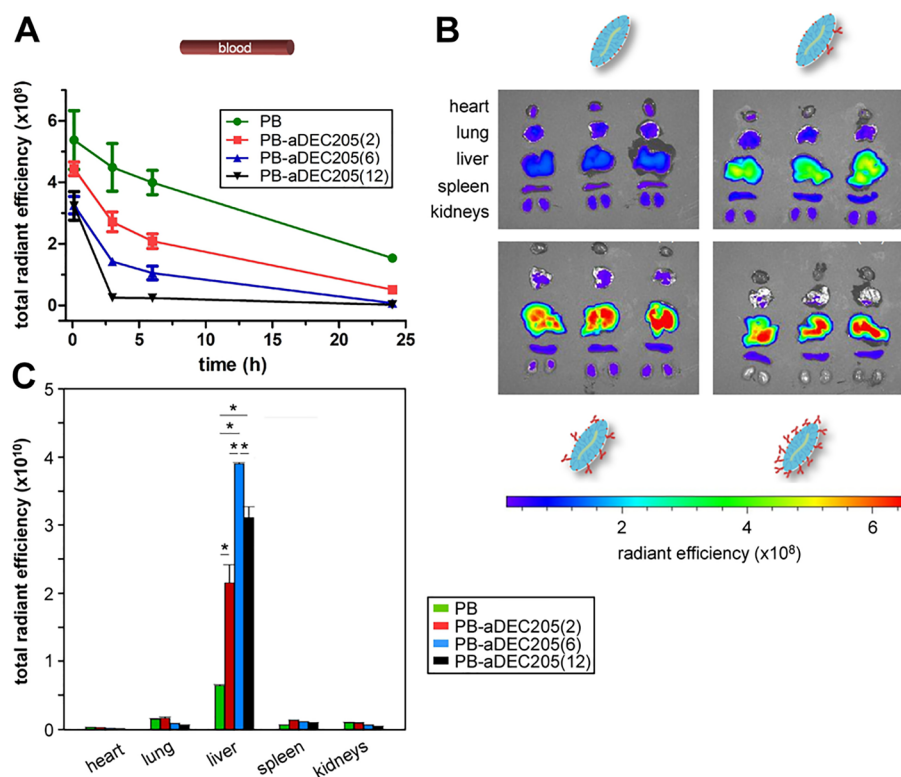 A
blood
total radiant efficiency (x10⁸)
8
6
4
2
0
PB
PB-aDEC205(2)
PB-aDEC205(6)
PB-aDEC205(12)
0
5
10
15
20
25
time (h)
B
heart
lung
liver
spleen
kidneys
2
4
6
radiant efficiency (x10⁸)
C
total radiant efficiency (x10¹⁰)
5
4
3
2
10
0
*
*
* *
*
heart
lung
liver
spleen
kidneys
PB
PB-aDEC205(2)
PB-aDEC205(6)
PB-aDEC205(12)